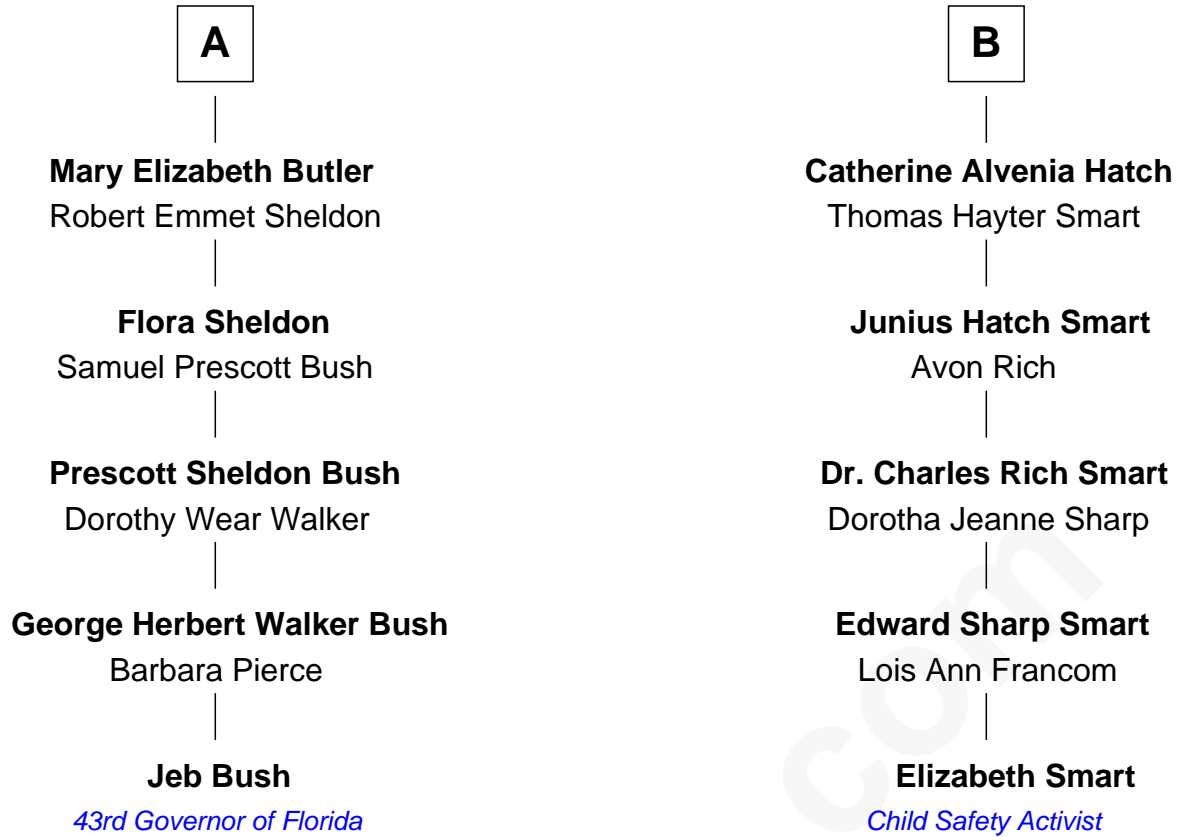 A
Mary Elizabeth Butler
Robert Emmet Sheldon
Flora Sheldon
Samuel Prescott Bush
Prescott Sheldon Bush
Dorothy Wear Walker
George Herbert Walker Bush
Barbara Pierce
Jeb Bush
43rd Governor of Florida
B
Catherine Alvenia Hatch
Thomas Hayter Smart
Junius Hatch Smart
Avon Rich
Dr. Charles Rich Smart
Dorotha Jeanne Sharp
Edward Sharp Smart
Lois Ann Francom
Elizabeth Smart
Child Safety Activist
com